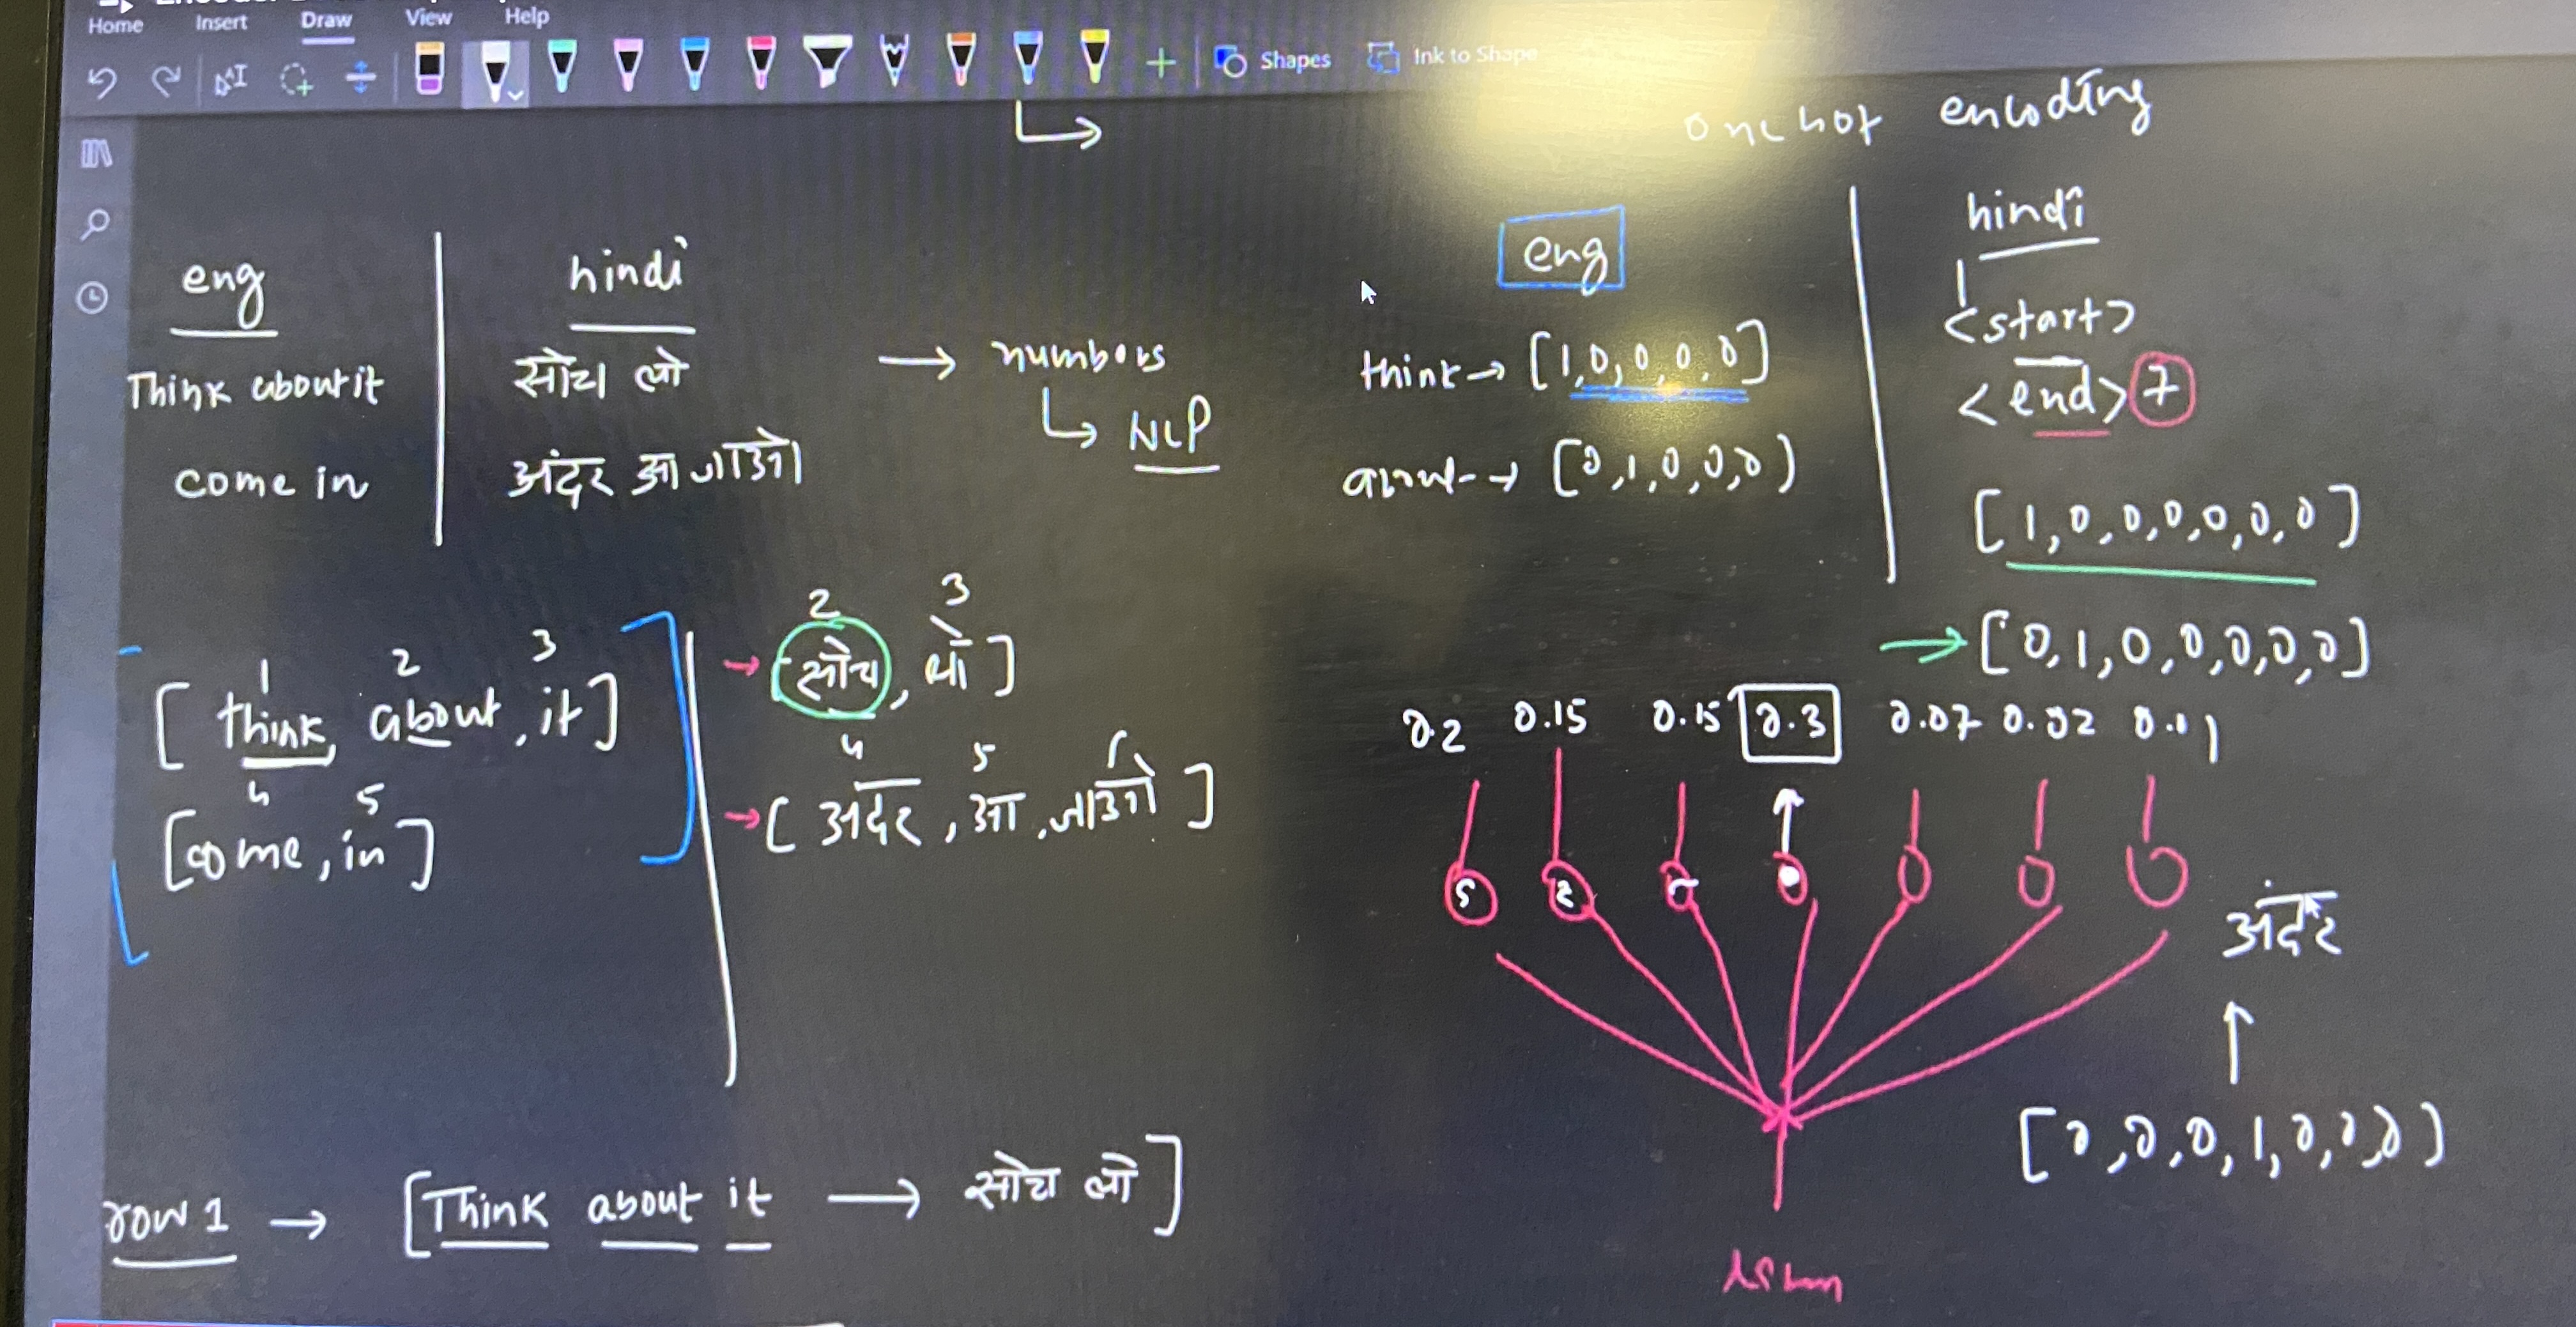 Home Insert Draw View Help
Shapes Ink to Shape
one hot encoding
eng | hindi
Think about it | सोच लो
come in | अंदर आ जाओ
→ numbers
↳ NLP
eng
think → [1,0,0,0,0]
about → [0,1,0,0,0)
hindi
<start>
<end> 7
[1,0,0,0,0,0,0]
→ [0,1,0,0,0,0,0]
1 2 3
[think, about, it]
4 5
[come, in]
2 3
→ [सोच, लो]
4 5 6
→ [अंदर, आ, जाओ]
0.2 0.15 0.15 0.3 0.07 0.02 0.11
अंदर
↑
[0,0,0,1,0,0,0)
lstm
row 1 → [Think about it → सोच लो]